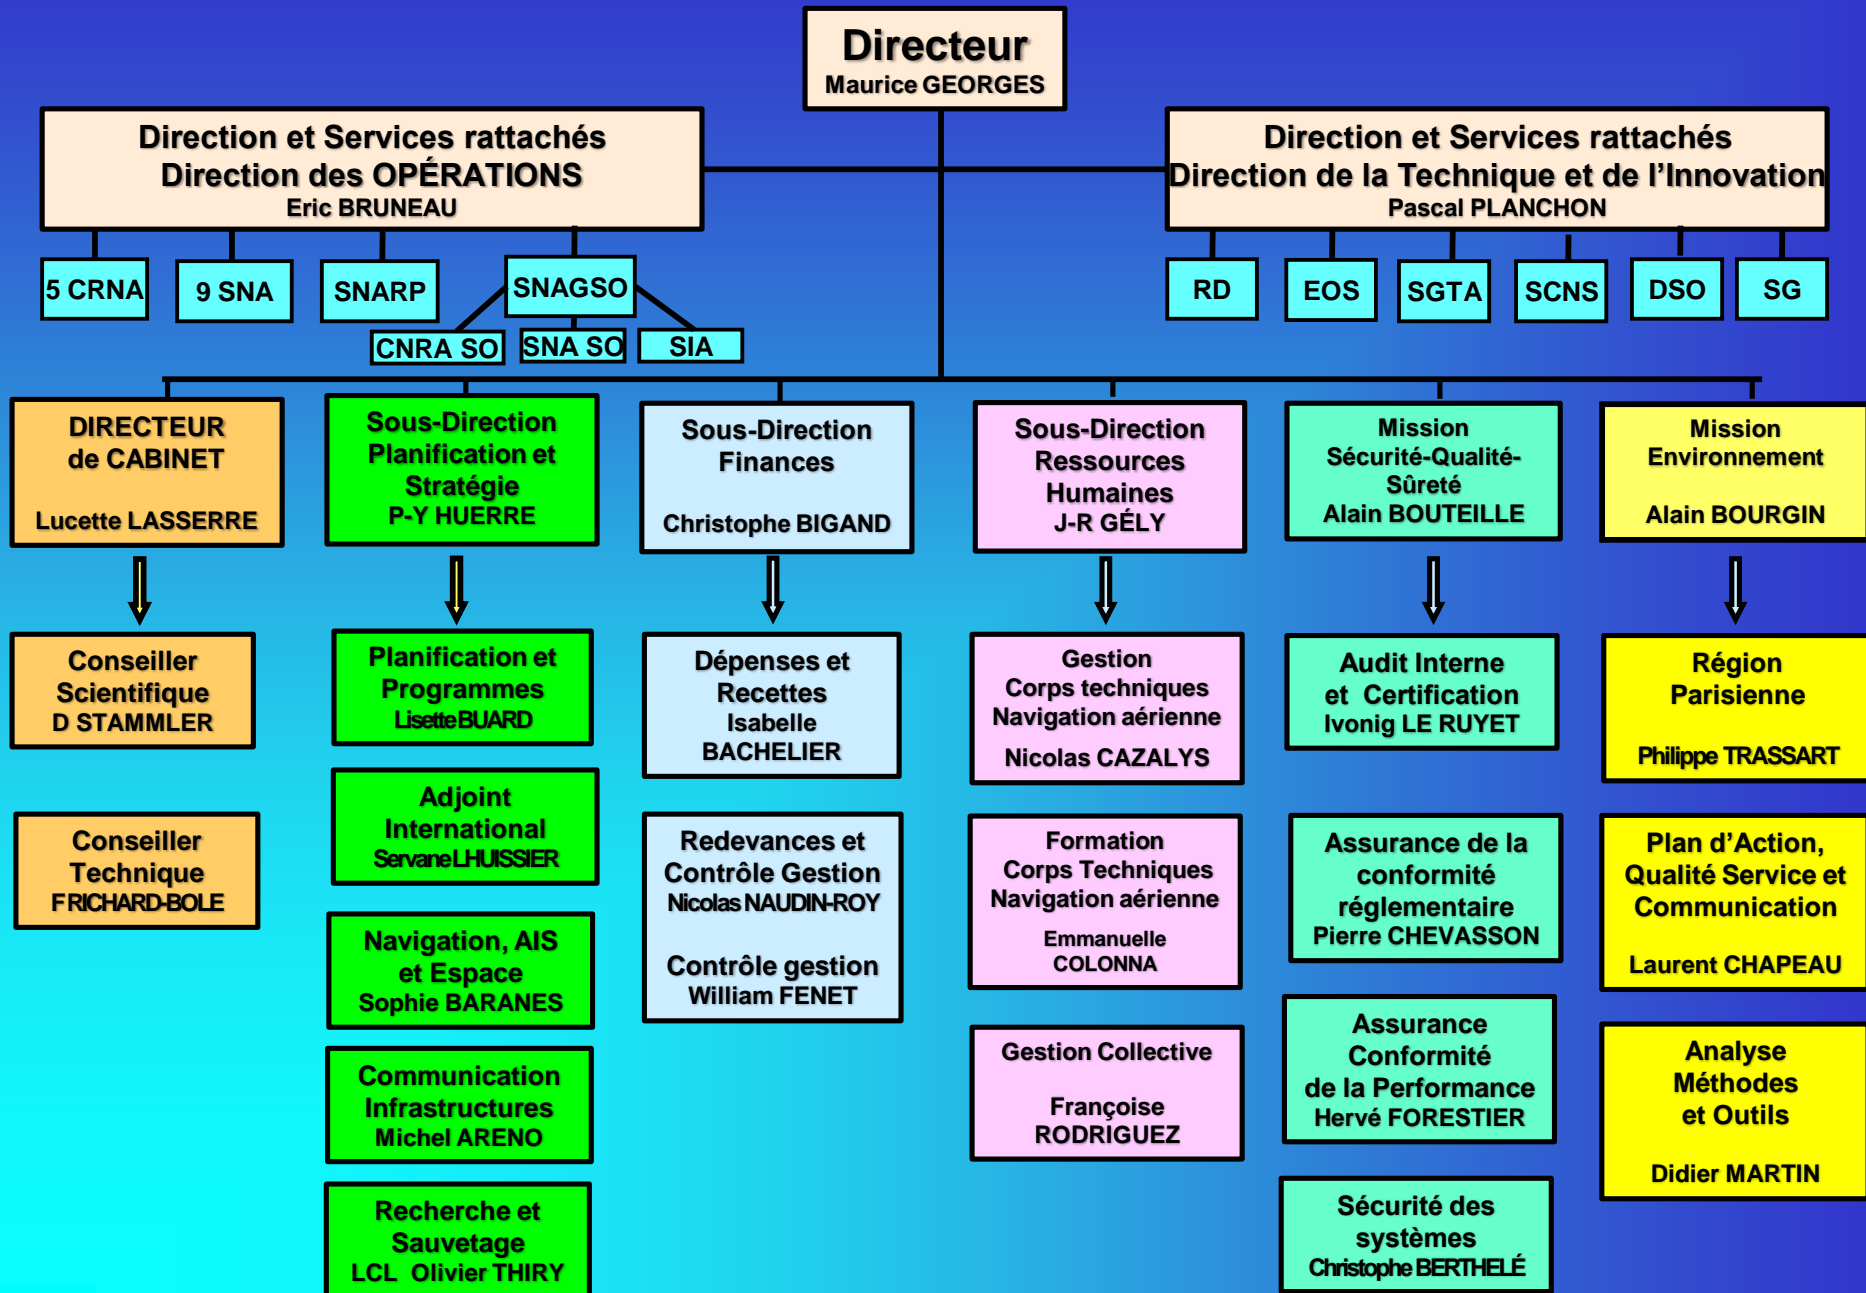 Directeur
Maurice GEORGES
Direction et Services rattachés
Direction des OPÉRATIONS
Eric BRUNEAU
Direction et Services rattachés
Direction de la Technique et de l’Innovation
Pascal PLANCHON
5 CRNA
9 SNA
SNARP
SNAGSO
CNRA SO
SNA SO
SIA
RD
EOS
SGTA
SCNS
DSO
SG
DIRECTEUR
de CABINET
Lucette LASSERRE
Conseiller
Scientifique
D STAMMLER
Conseiller
Technique
F RICHARD-BOLE
Sous-Direction
Planification et
Stratégie
P-Y HUERRE
Planification et
Programmes
Lisette BUARD
Adjoint
International
Servane LHUISSIER
Navigation, AIS
et Espace
Sophie BARANES
Communication
Infrastructures
Michel ARENO
Recherche et
Sauvetage
LCL Olivier THIRY
Sous-Direction
Finances
Christophe BIGAND
Dépenses et
Recettes
Isabelle
BACHELIER
Redevances et
Contrôle Gestion
Nicolas NAUDIN-ROY
Contrôle gestion
William FENET
Sous-Direction
Ressources
Humaines
J-R GÉLY
Gestion
Corps techniques
Navigation aérienne
Nicolas CAZALYS
Formation
Corps Techniques
Navigation aérienne
Emmanuelle
COLONNA
Gestion Collective
Françoise
RODRIGUEZ
Mission
Sécurité-Qualité-
Sûreté
Alain BOUTEILLE
Audit Interne
et Certification
Ivonig LE RUYET
Assurance de la
conformité
réglementaire
Pierre CHEVASSON
Assurance
Conformité
de la Performance
Hervé FORESTIER
Sécurité des
systèmes
Christophe BERTHELÉ
Mission
Environnement
Alain BOURGIN
Région
Parisienne
Philippe TRASSART
Plan d’Action,
Qualité Service et
Communication
Laurent CHAPEAU
Analyse
Méthodes
et Outils
Didier MARTIN